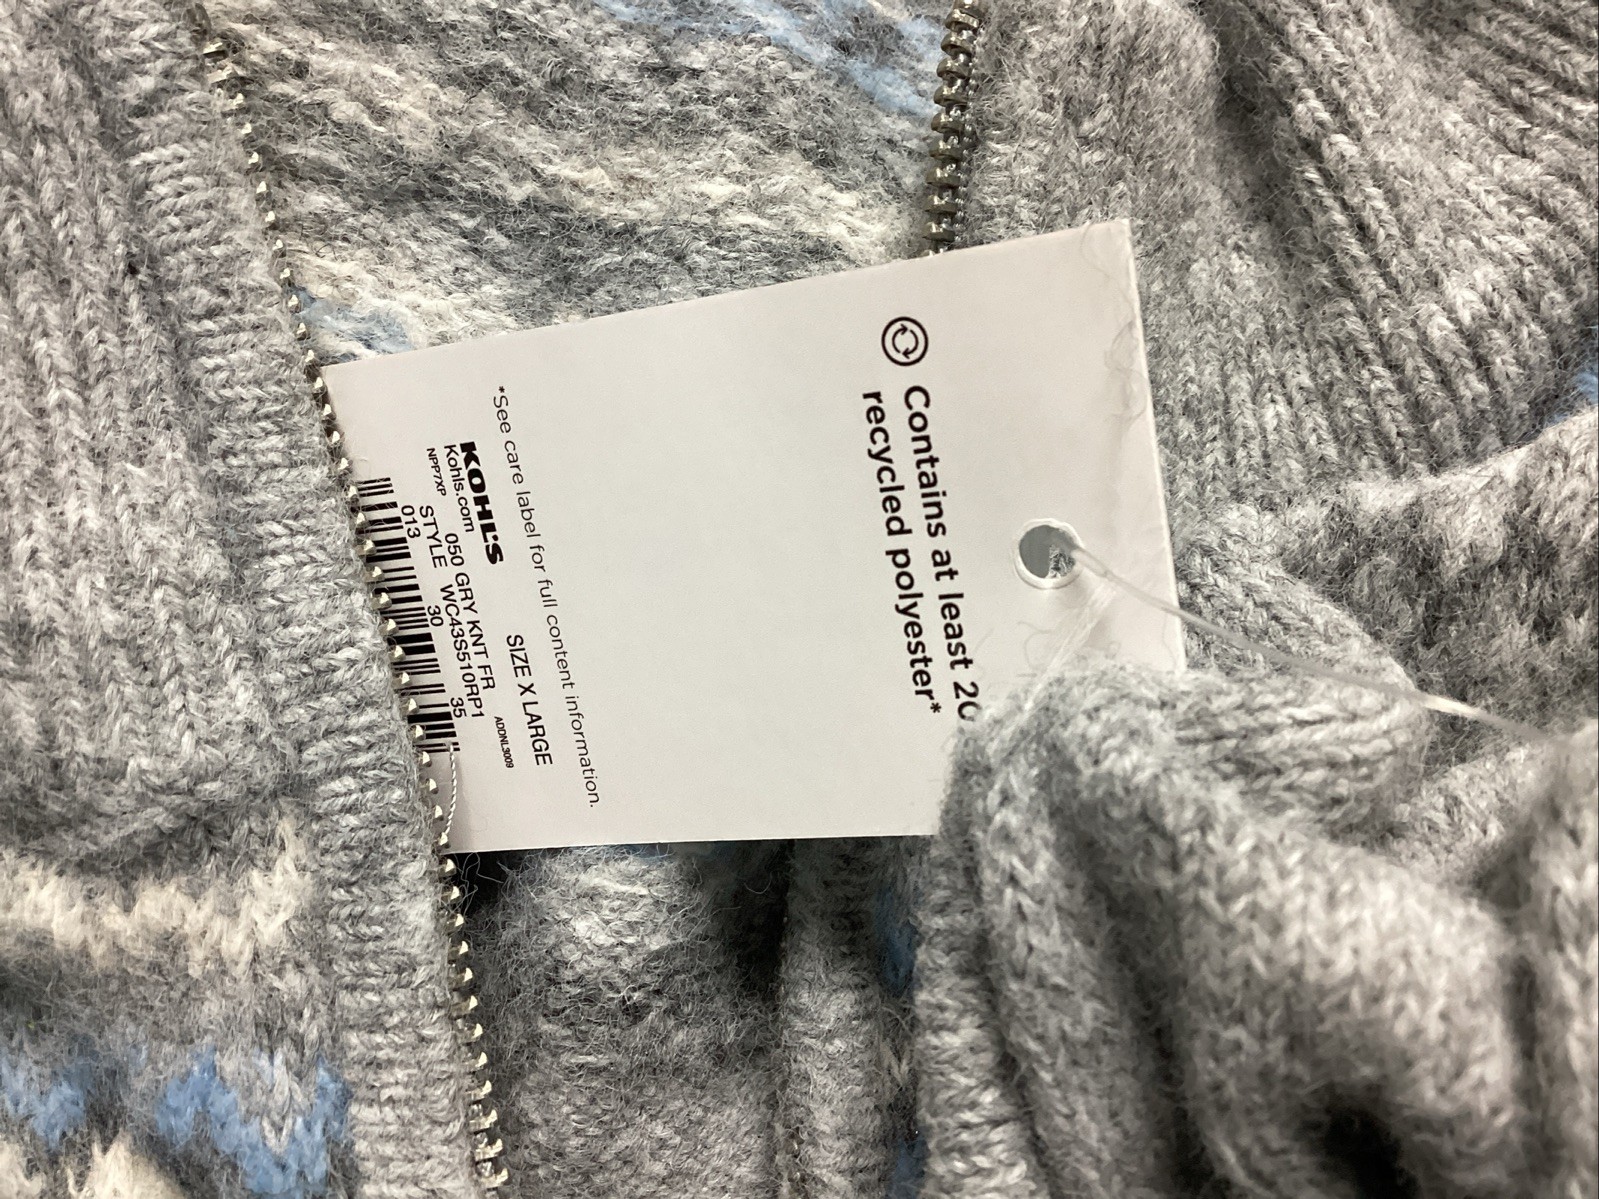 Contains at least 20
recycled polyester*
*See care label for full content information.
SIZE X LARGE
KOHL'S
Kohls.com
ADDNL3009
050 GRY KNT FR
NPP7XP
STYLE WC43S510RP1
013 30 35